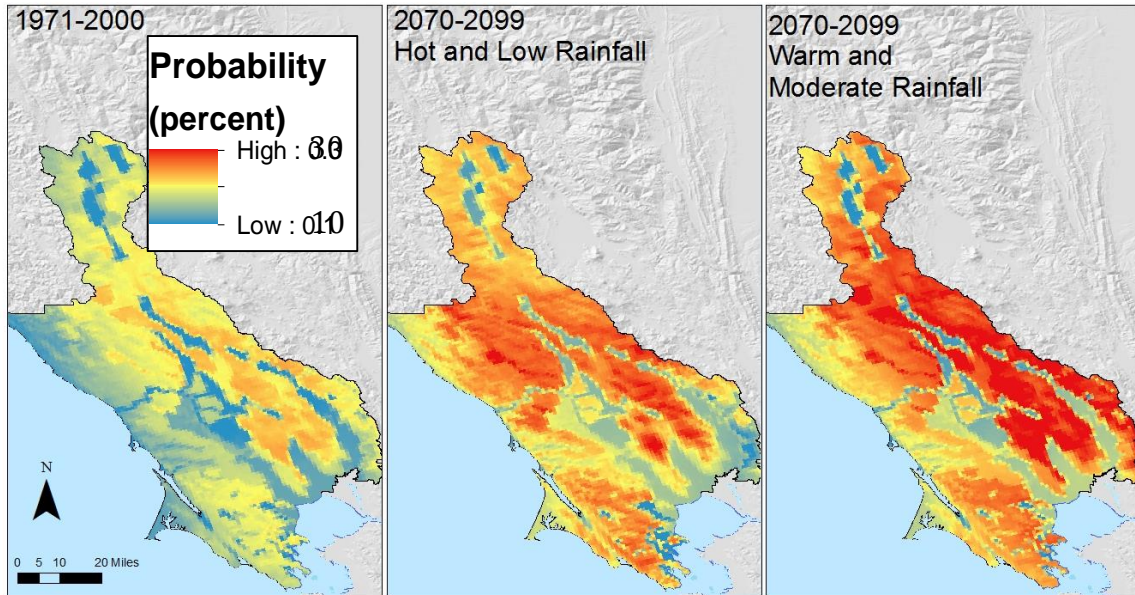 1971-2000
Probability
(percent)
High :
Low :
N
0 5 10 20 Miles
2070-2099
Hot and Low Rainfall
2070-2099
Warm and
Moderate Rainfall